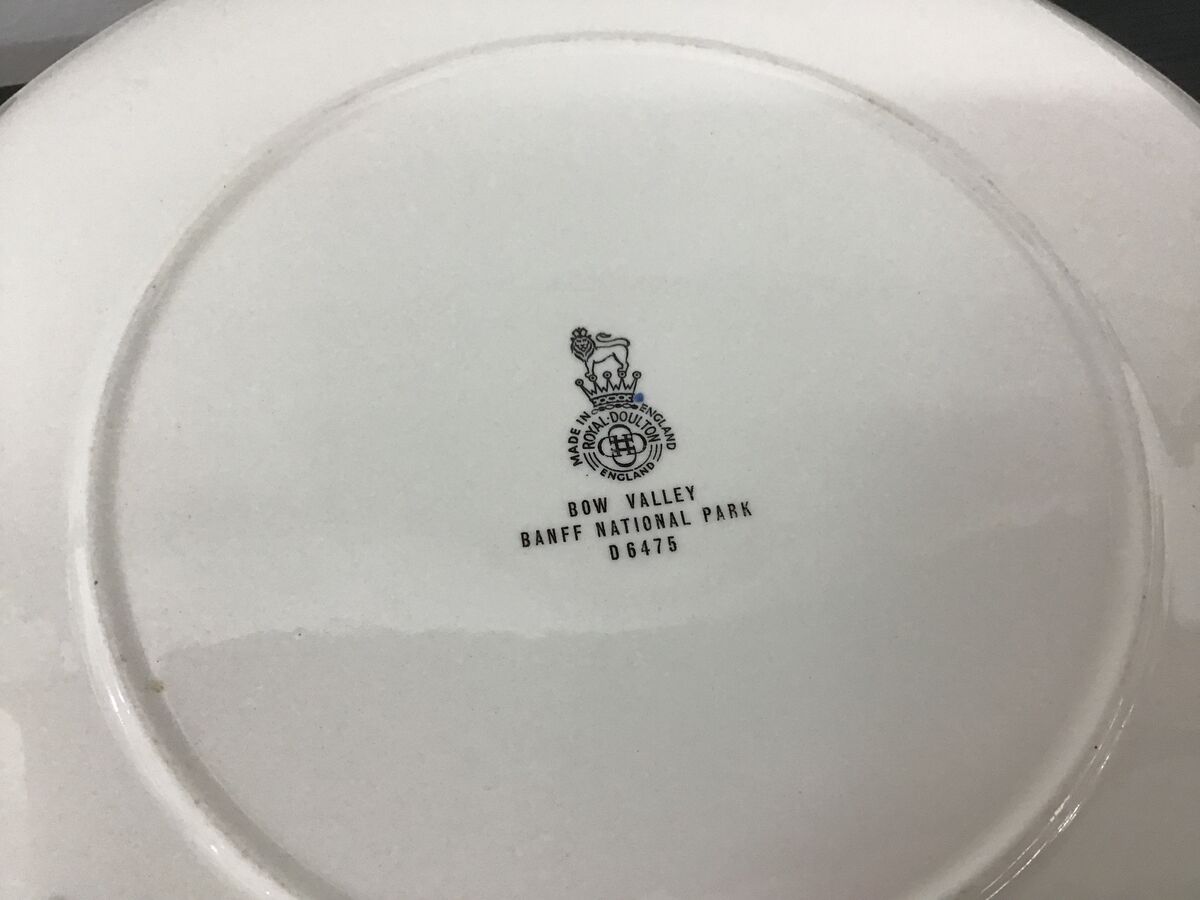 MADE IN ENGLAND
ROYAL·DOULTON
ENGLAND
BOW VALLEY
BANFF NATIONAL PARK
D6475